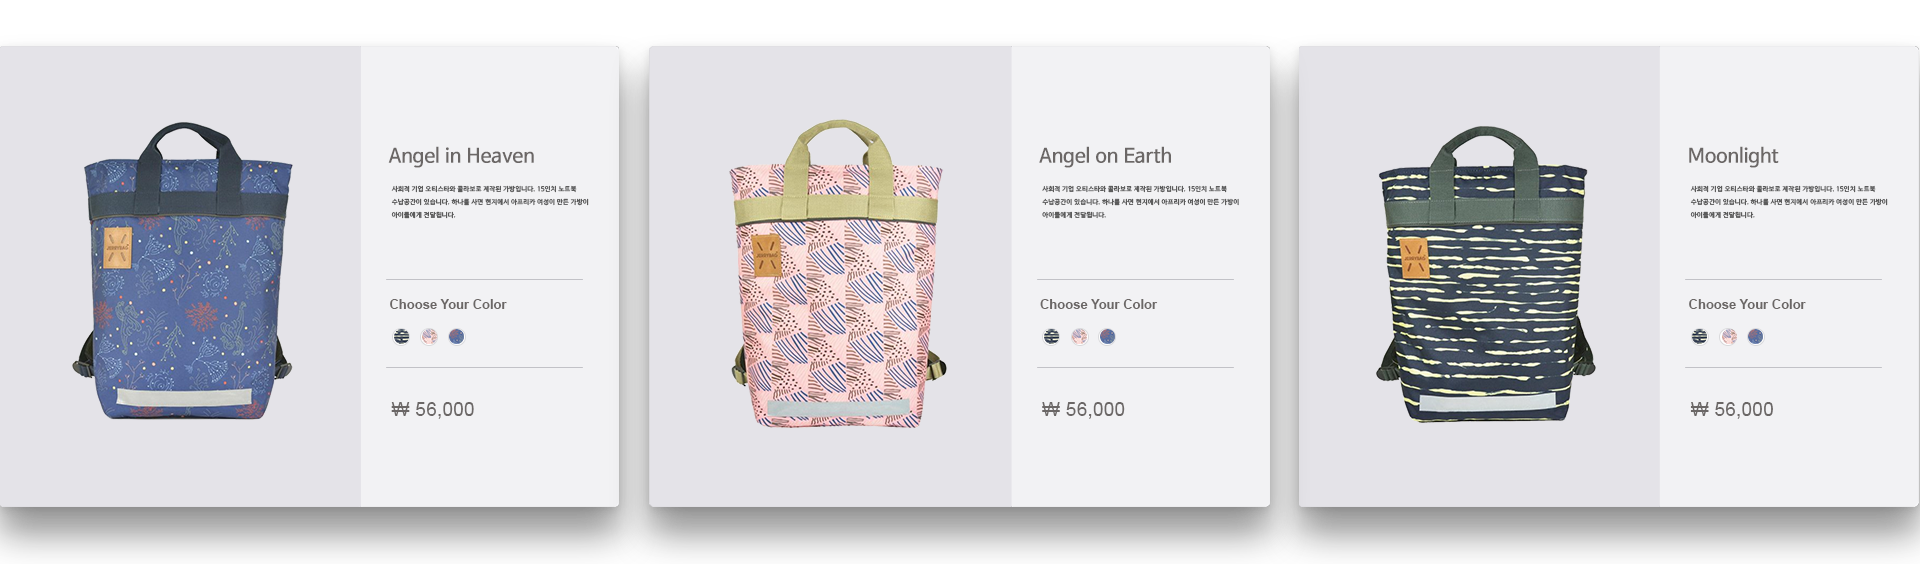 Angel in Heaven
사회적 기업 오티스타와 콜라보로 제작된 가방입니다. 15인치 노트북
수납공간이 있습니다. 하나를 사면 현지에서 아프리카 여성이 만든 가방이
아이들에게 전달됩니다.
Choose Your Color
₩ 56,000
Angel on Earth
사회적 기업 오티스타와 콜라보로 제작된 가방입니다. 15인치 노트북
수납공간이 있습니다. 하나를 사면 현지에서 아프리카 여성이 만든 가방이
아이들에게 전달됩니다.
Choose Your Color
₩ 56,000
Moonlight
사회적 기업 오티스타와 콜라보로 제작된 가방입니다. 15인치 노트북
수납공간이 있습니다. 하나를 사면 현지에서 아프리카 여성이 만든 가방이
아이들에게 전달됩니다.
Choose Your Color
₩ 56,000